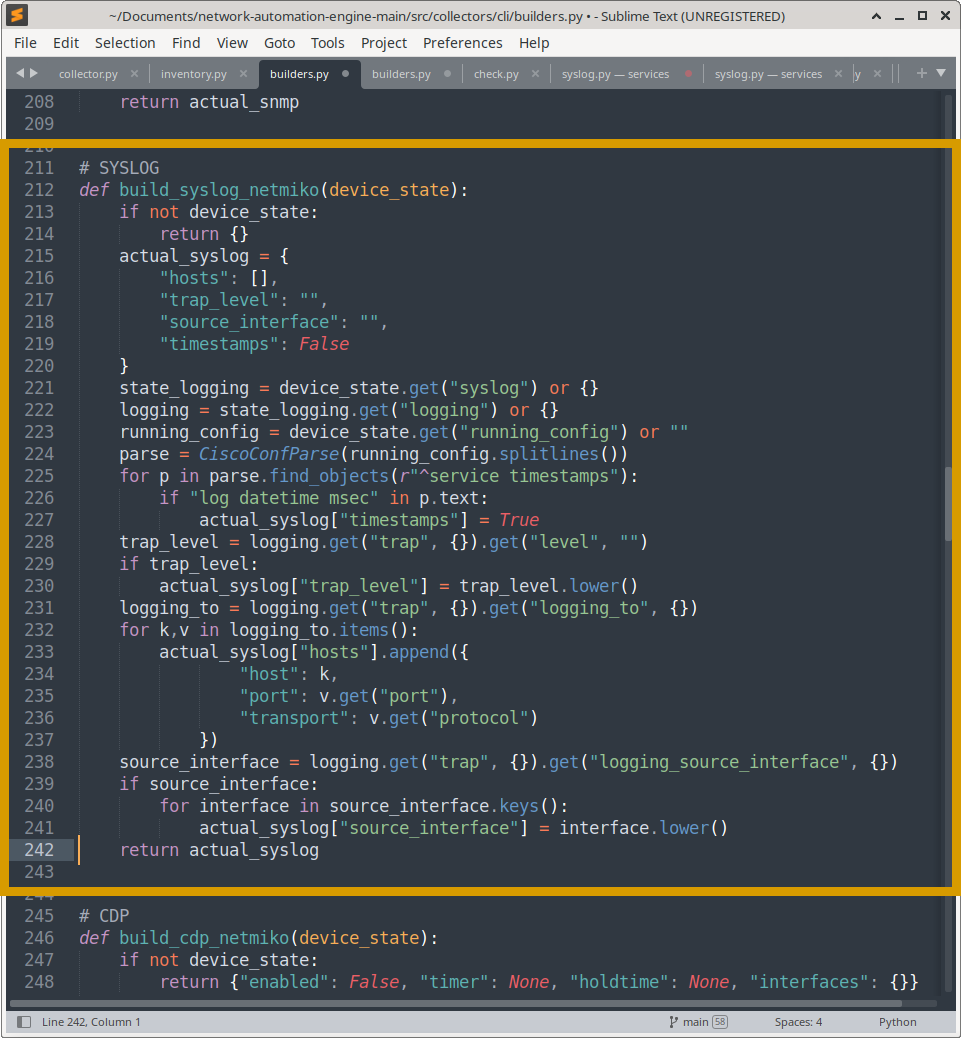 ~/Documents/network-automation-engine-main/src/collectors/cli/builders.py • - Sublime Text (UNREGISTERED)
File Edit Selection Find View Goto Tools Project Preferences Help
collector.py inventory.py builders.py builders.py check.py syslog.py — services syslog.py — services y
208     return actual_snmp
209
210
211 # SYSLOG
212 def build_syslog_netmiko(device_state):
213     if not device_state:
214         return {}
215     actual_syslog = {
216         "hosts": [],
217         "trap_level": "",
218         "source_interface": "",
219         "timestamps": False
220     }
221     state_logging = device_state.get("syslog") or {}
222     logging = state_logging.get("logging") or {}
223     running_config = device_state.get("running_config") or ""
224     parse = CiscoConfParse(running_config.splitlines())
225     for p in parse.find_objects(r"^service timestamps"):
226         if "log datetime msec" in p.text:
227             actual_syslog["timestamps"] = True
228     trap_level = logging.get("trap", {}).get("level", "")
229     if trap_level:
230         actual_syslog["trap_level"] = trap_level.lower()
231     logging_to = logging.get("trap", {}).get("logging_to", {})
232     for k,v in logging_to.items():
233         actual_syslog["hosts"].append({
234                 "host": k,
235                 "port": v.get("port"),
236                 "transport": v.get("protocol")
237             })
238     source_interface = logging.get("trap", {}).get("logging_source_interface", {})
239     if source_interface:
240         for interface in source_interface.keys():
241             actual_syslog["source_interface"] = interface.lower()
242     return actual_syslog
243
244
245 # CDP
246 def build_cdp_netmiko(device_state):
247     if not device_state:
248         return {"enabled": False, "timer": None, "holdtime": None, "interfaces": {}}
Line 242, Column 1 main 58 Spaces: 4 Python